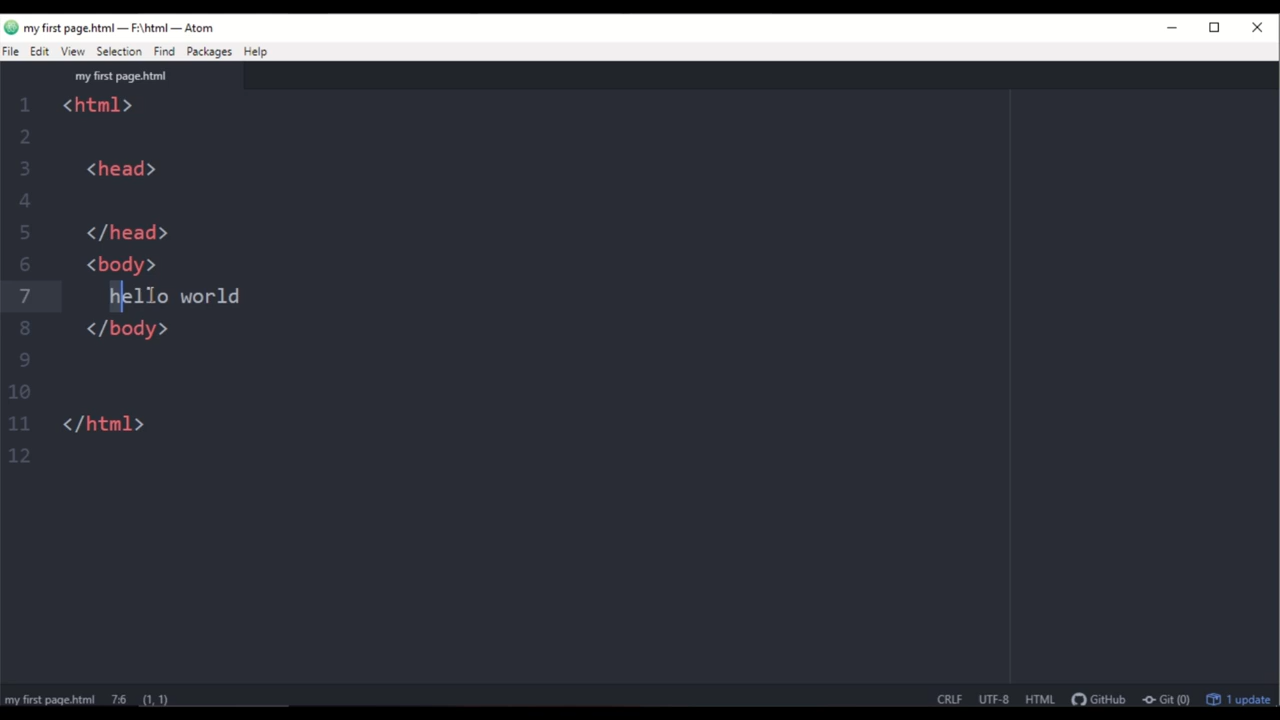 my first page.html — F:\html — Atom
File Edit View Selection Find Packages Help
my first page.html
1 <html>
2
3 <head>
4
5 </head>
6 <body>
7 hello world
8 </body>
9
10
11 </html>
12
my first page.html 7:6 (1, 1) CRLF UTF-8 HTML GitHub Git (0) 1 update